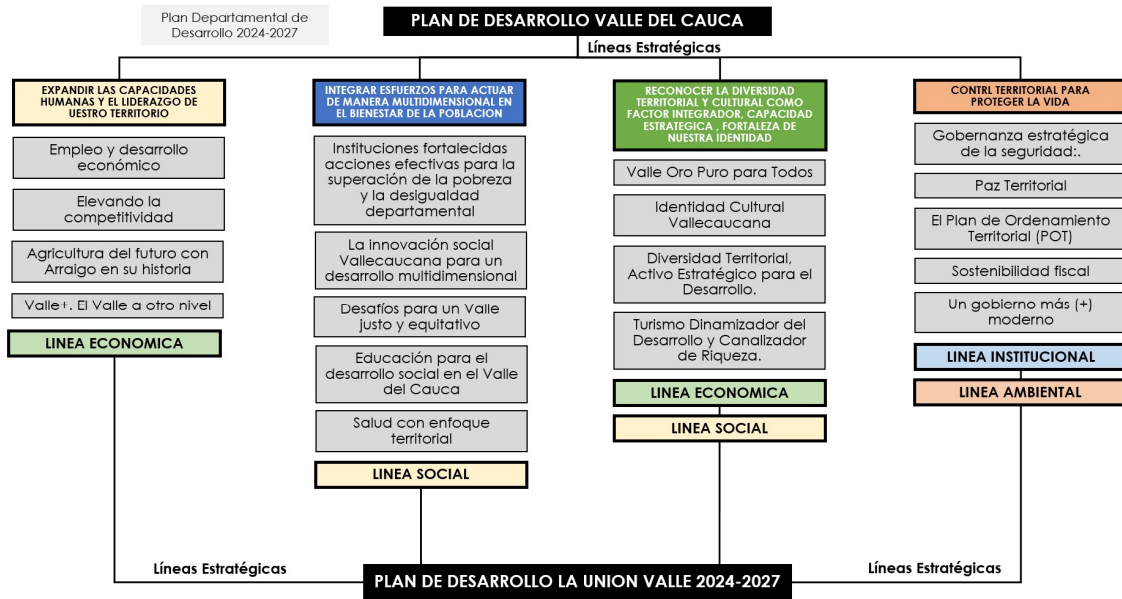 Plan Departamental de
Desarrollo 2024-2027
PLAN DE DESARROLLO VALLE DEL CAUCA
Líneas Estratégicas
EXPANDIR LAS CAPACIDADES
HUMANAS Y EL LIDERAZGO DE
UESTRO TERRITORIO
Empleo y desarrollo
económico
Elevando la
competitividad
Agricultura del futuro con
Arraigo en su historia
Valle+. El Valle a otro nivel
LINEA ECONOMICA
INTEGRAR ESFUERZOS PARA ACTUAR
DE MANERA MULTIDIMENSIONAL EN
EL BIENESTAR DE LA POBLACION
Instituciones fortalecidas
acciones efectivas para la
superación de la pobreza
y la desigualdad
departamental
La innovación social
Vallecaucana para un
desarrollo multidimensional
Desafíos para un Valle
justo y equitativo
Educación para el
desarrollo social en el Valle
del Cauca
Salud con enfoque
territorial
LINEA SOCIAL
RECONOCER LA DIVERSIDAD
TERRITORIAL Y CULTURAL COMO
FACTOR INTEGRADOR, CAPACIDAD
ESTRATEGICA , FORTALEZA DE
NUESTRA IDENTIDAD
Valle Oro Puro para Todos
Identidad Cultural
Vallecaucana
Diversidad Territorial,
Activo Estratégico para el
Desarrollo.
Turismo Dinamizador del
Desarrollo y Canalizador
de Riqueza.
LINEA ECONOMICA
LINEA SOCIAL
CONTRL TERRITORIAL PARA
PROTEGER LA VIDA
Gobernanza estratégica
de la seguridad:.
Paz Territorial
El Plan de Ordenamiento
Territorial (POT)
Sostenibilidad fiscal
Un gobierno más (+)
moderno
LINEA INSTITUCIONAL
LINEA AMBIENTAL
Líneas Estratégicas
PLAN DE DESARROLLO LA UNION VALLE 2024-2027
Líneas Estratégicas